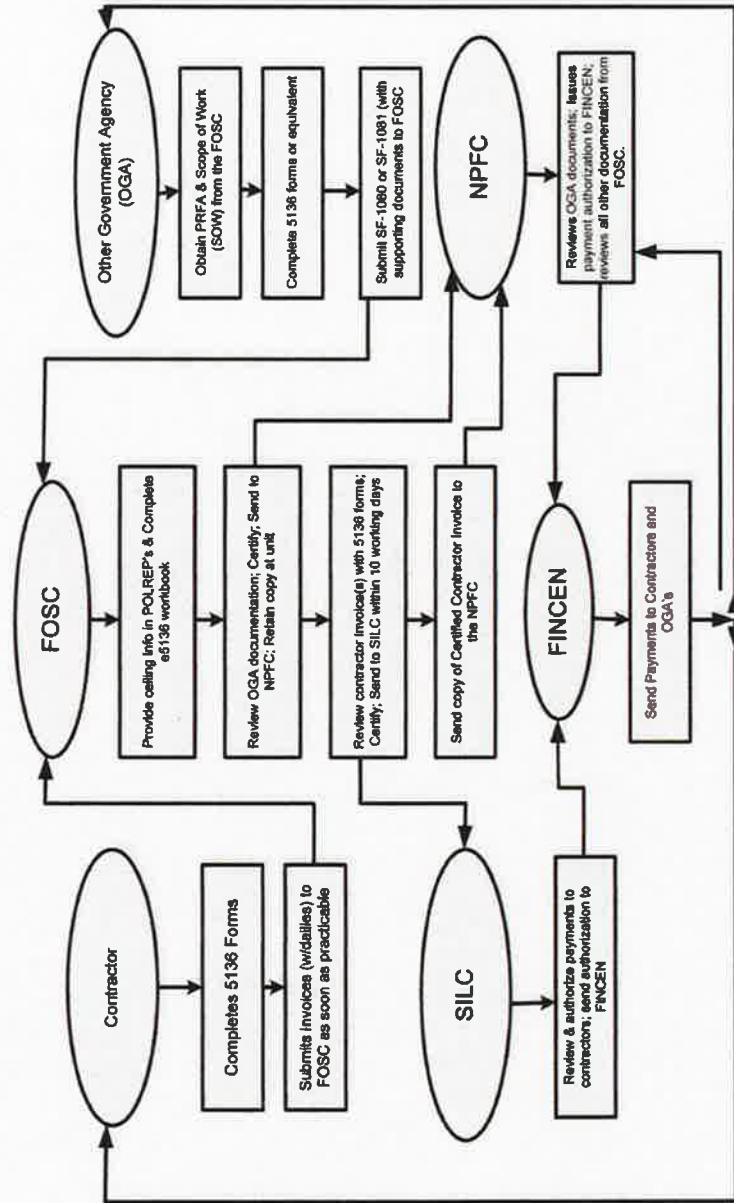 Contractor
Completes 5136 Forms
Submits invoices (w/dailies) to
FOSC as soon as practicable
FOSC
Provide ceiling info in POLREP's & Complete
e5136 workbook
Review OGA documentation; Certify; Send to
NPFC; Retain copy at unit
Review contractor invoice(s) with 5136 forms;
Certify; Send to SILC within 10 working days
Send copy of Certified Contractor Invoice to
the NPFC
Other Government Agency
(OGA)
Obtain PRFA & Scope of Work
(SOW) from the FOSC
Complete 5136 forms or equivalent
Submit SF-1080 or SF-1081 (with
supporting documents to FOSC
SILC
Review & authorize payments to
contractors; send authorization to
FINCEN
FINCEN
Send Payments to Contractors and
OGA's
NPFC
Reviews OGA documents; issues
payment authorization to FINCEN;
reviews all other documentation from
FOSC.